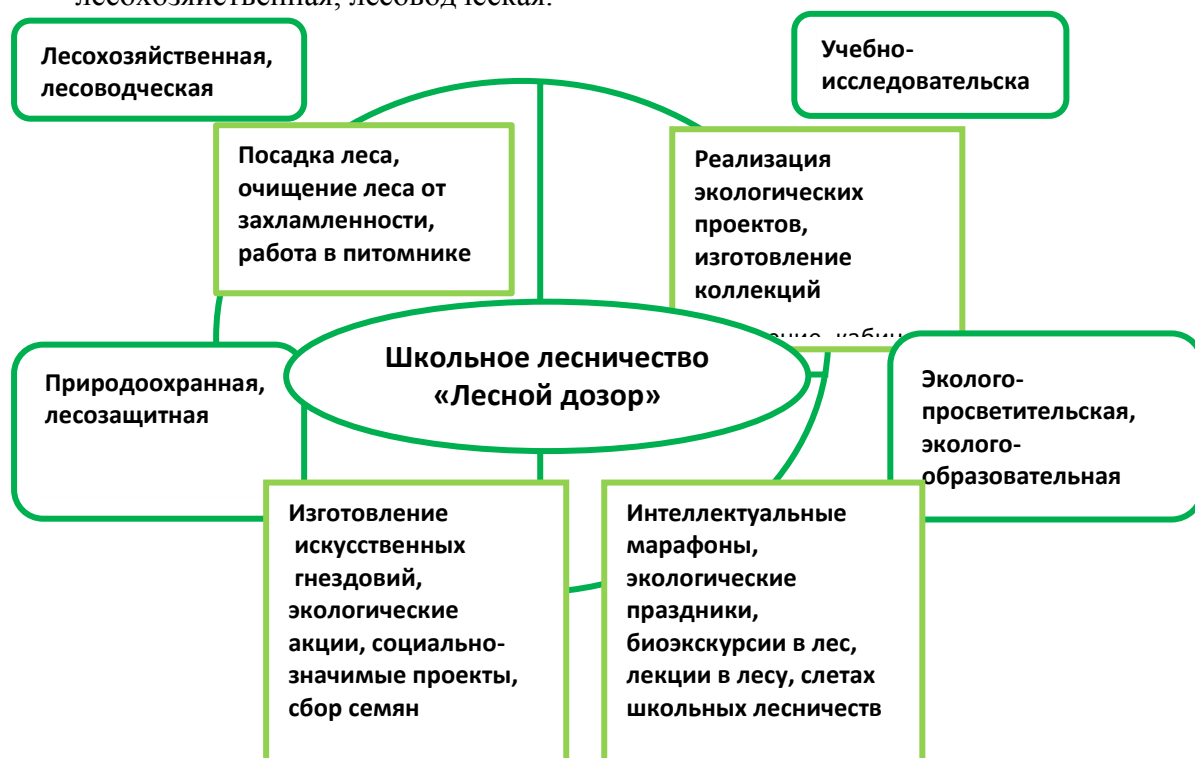 лесохозяйственная, лесоводческая.
Лесохозяйственная,
лесоводческая
Учебно-
исследовательска
Посадка леса,
очищение леса от
захламленности,
работа в питомнике
Реализация
экологических
проектов,
изготовление
коллекций
Школьное лесничество
«Лесной дозор»
Природоохранная,
лесозащитная
Эколого-
просветительская,
эколого-
образовательная
Изготовление
искусственных
гнездовий,
экологические
акции, социально-
значимые проекты,
сбор семян
Интеллектуальные
марафоны,
экологические
праздники,
биоэкскурсии в лес,
лекции в лесу, слетах
школьных лесничеств